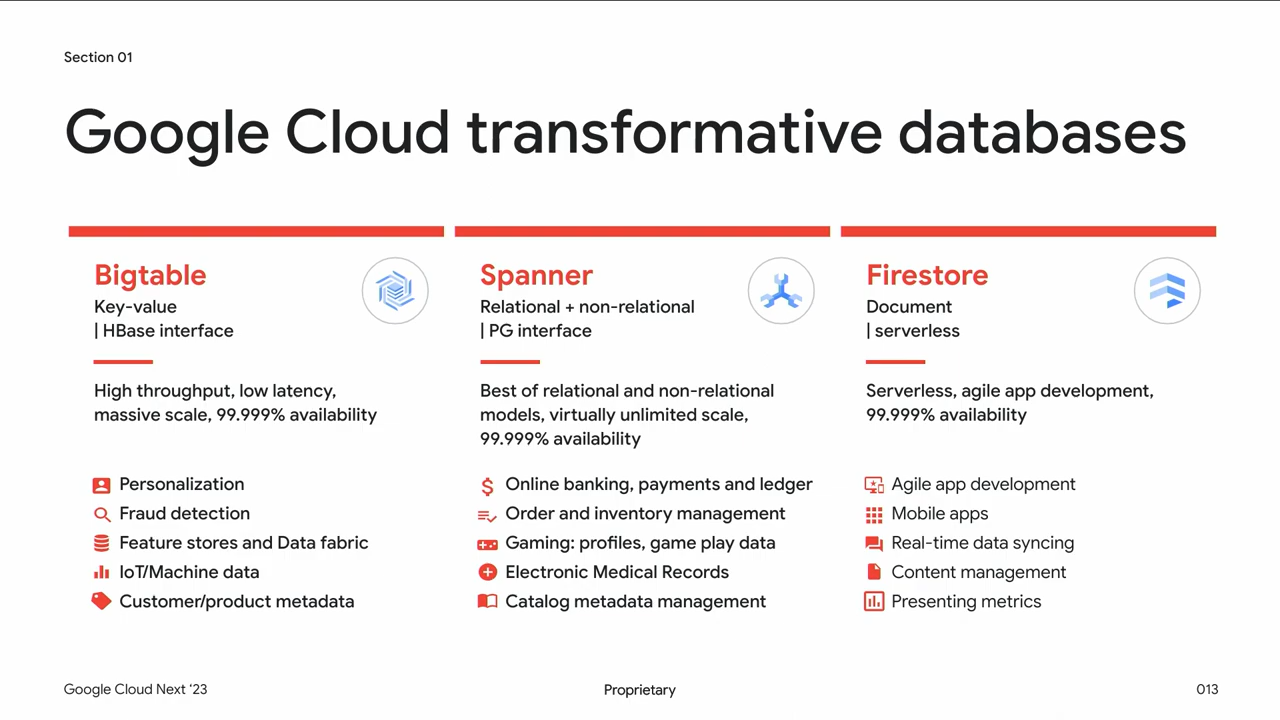 Section 01
Google Cloud transformative databases
Bigtable
Key-value
| HBase interface
High throughput, low latency,
massive scale, 99.999% availability
Personalization
Fraud detection
Feature stores and Data fabric
IoT/Machine data
Customer/product metadata
Spanner
Relational + non-relational
| PG interface
Best of relational and non-relational
models, virtually unlimited scale,
99.999% availability
Online banking, payments and ledger
Order and inventory management
Gaming: profiles, game play data
Electronic Medical Records
Catalog metadata management
Firestore
Document
| serverless
Serverless, agile app development,
99.999% availability
Agile app development
Mobile apps
Real-time data syncing
Content management
Presenting metrics
Google Cloud Next ‘23
Proprietary
013